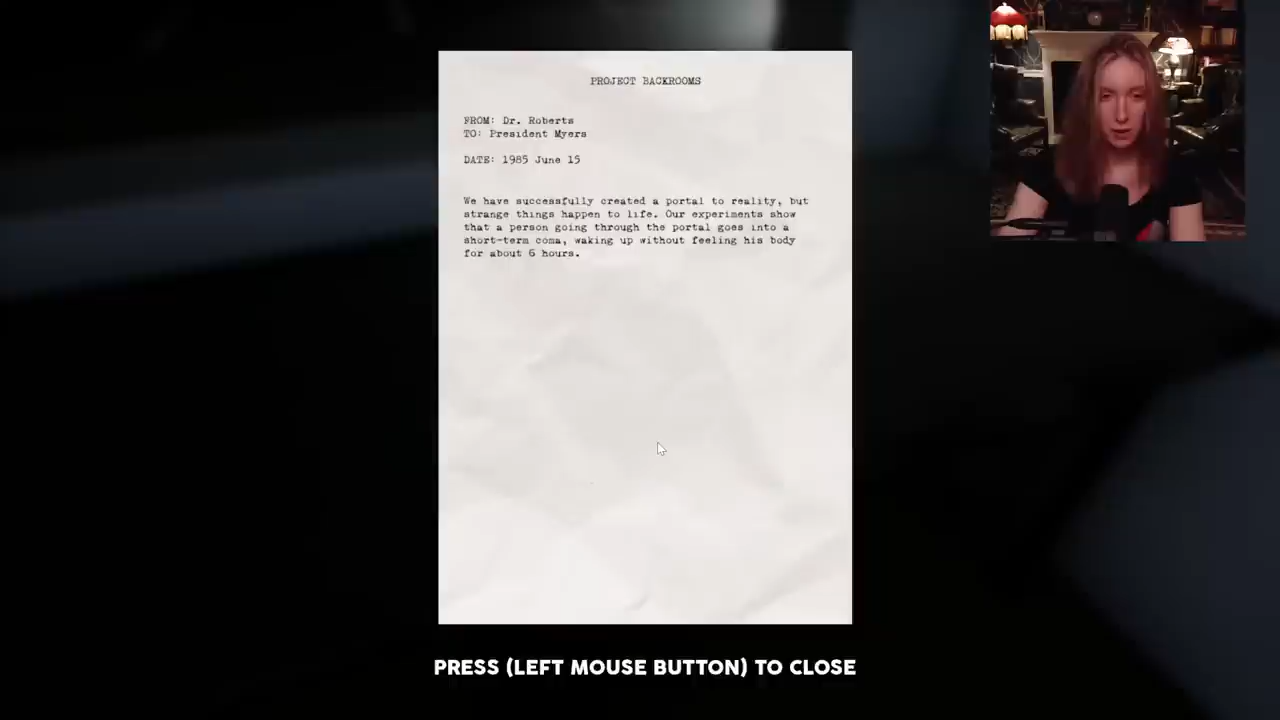 PROJECT BACKROOMS
FROM: Dr. Roberts
TO: President Myers
DATE: 1985 June 15
We have successfully created a portal to reality, but
strange things happen to life. Our experiments show
that a person going through the portal goes into a
short-term coma, waking up without feeling his body
for about 6 hours.
PRESS (LEFT MOUSE BUTTON) TO CLOSE